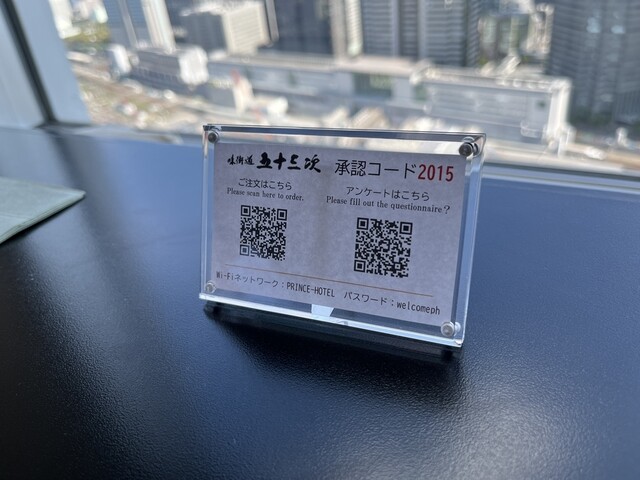 味街道 五十三次 承認コード2015
ご注文はこちら
Please scan here to order.
アンケートはこちら
Please fill out the questionnaire?
Wi-Fiネットワーク：PRINCE-HOTEL パスワード：welcomeph